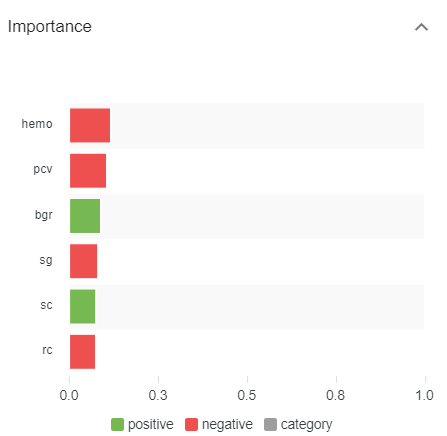 Importance
hemo
pcv
bgr
sg
sc
rc
0.0 0.3 0.5 0.8 1.0
positive negative category